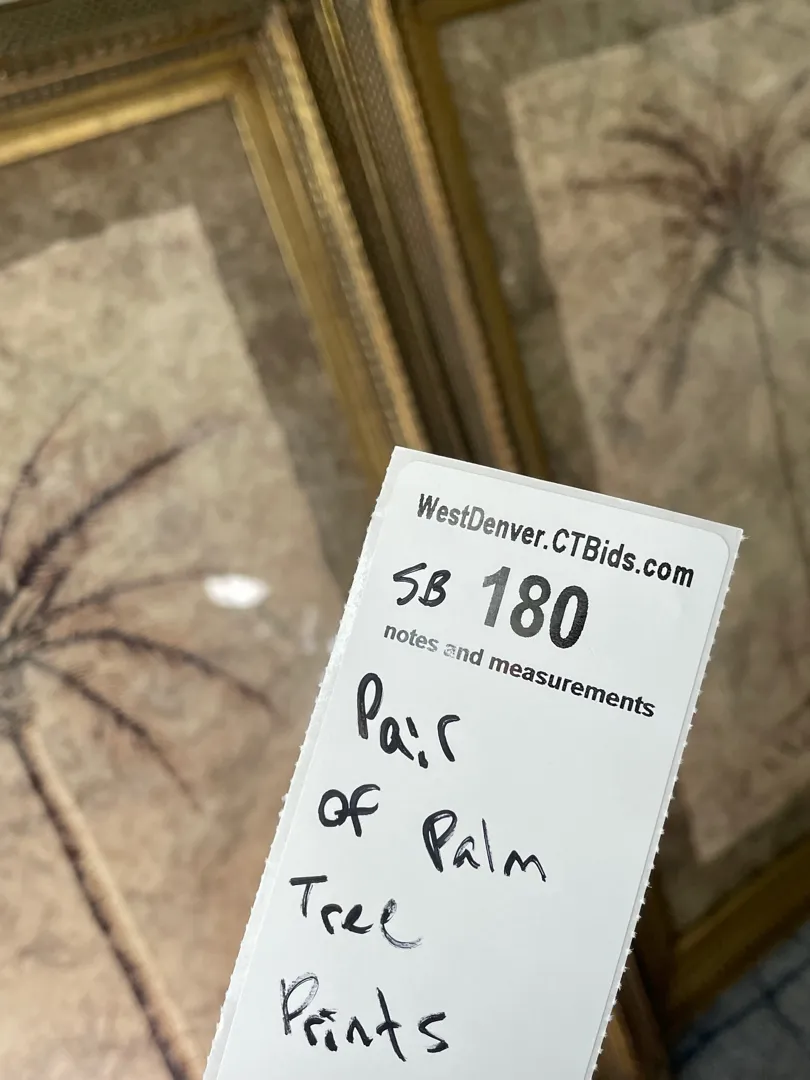 WestDenver.CTBids.com
SB 180
notes and measurements
Pair
of Palm
Tree
Prints